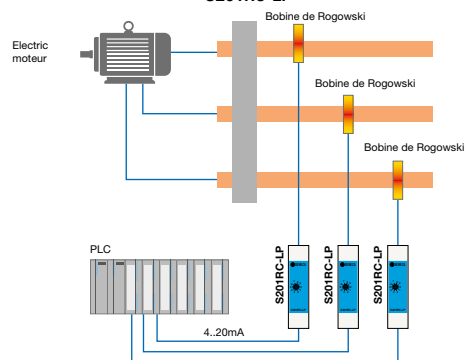 Bobine de Rogowski
Electric
moteur
Bobine de Rogowski
Bobine de Rogowski
PLC
S201RC-LP
S201RC-LP
S201RC-LP
4..20mA